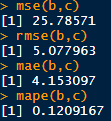 > mse(b,c)
[1] 25.78571
> rmse(b,c)
[1] 5.077963
> mae(b,c)
[1] 4.153097
> mape(b,c)
[1] 0.1209167